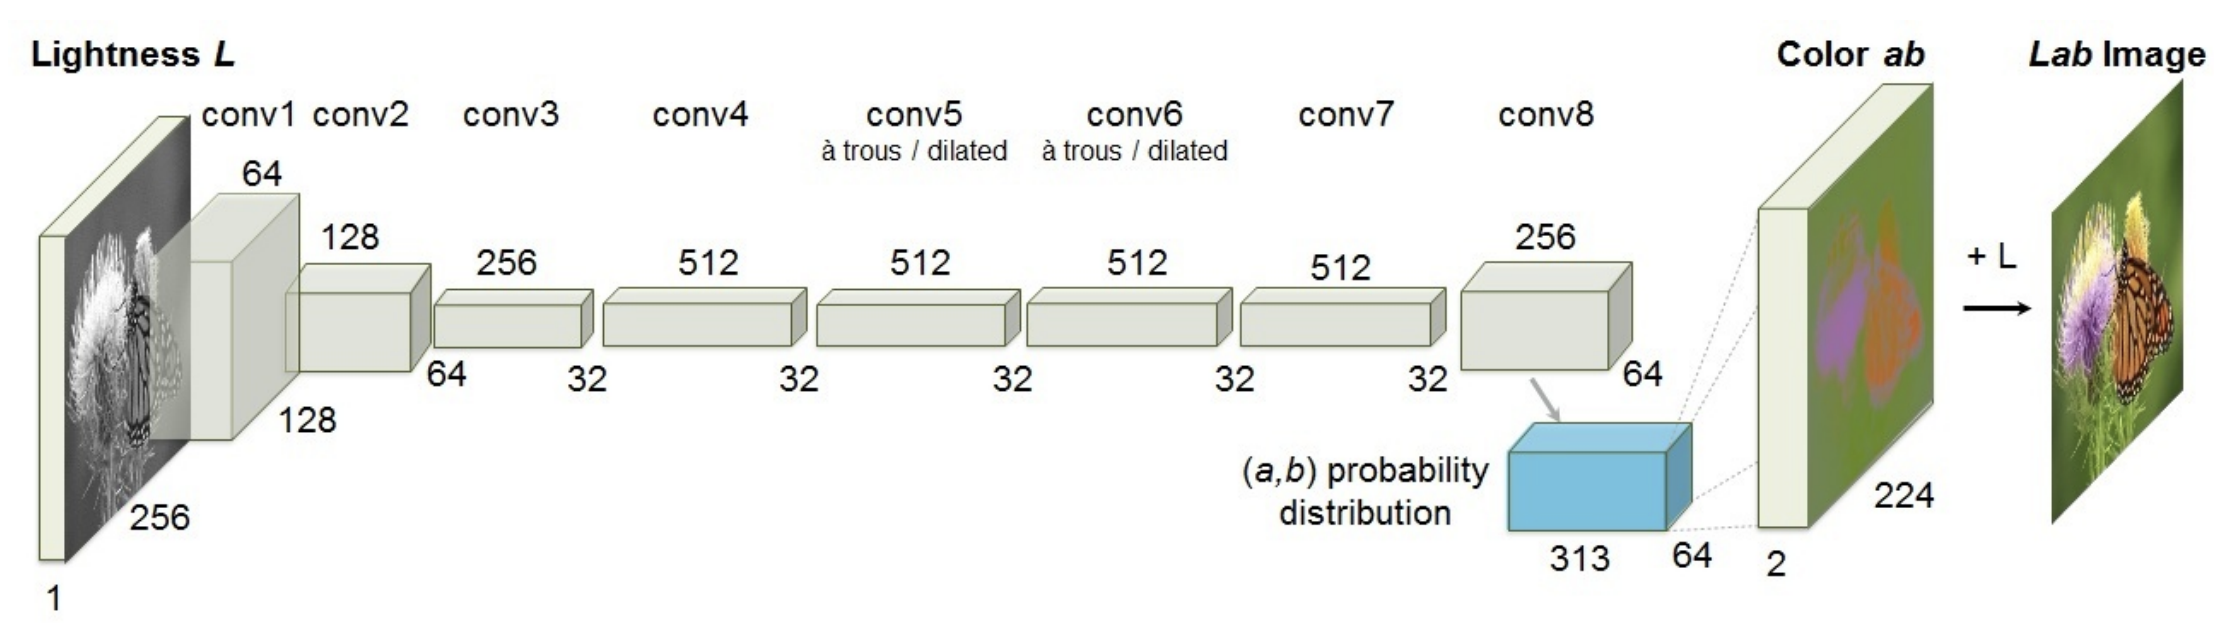 Lightness L
Color ab
Lab Image
conv1
conv2
conv3
conv4
conv5
à trous / dilated
conv6
à trous / dilated
conv7
conv8
64
128
256
512
512
512
512
256
+ L
64
32
32
32
32
32
64
128
256
1
(a,b) probability
distribution
313
64
2
224